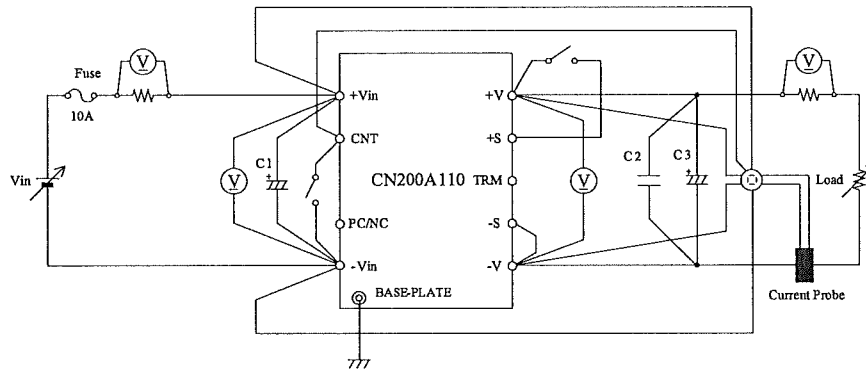 Fuse
10A
V
Vin
V
C1
+Vin
CNT
PC/NC
-Vin
BASE-PLATE
CN200A110
+V
+S
TRM
-S
-V
V
C2
C3
V
Load
Current Probe